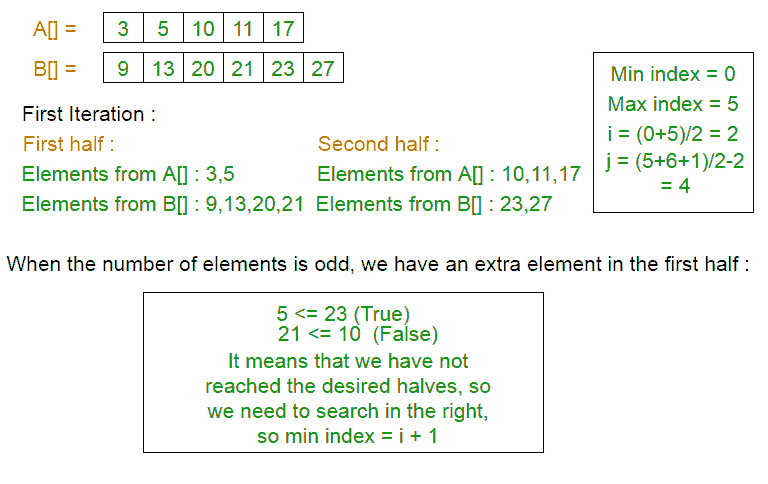 A[] = 3 5 10 11 17
B[] = 9 13 20 21 23 27
Min index = 0
Max index = 5
i = (0+5)/2 = 2
j = (5+6+1)/2-2
= 4
First Iteration :
First half : Second half :
Elements from A[] : 3,5 Elements from A[] : 10,11,17
Elements from B[] : 9,13,20,21 Elements from B[] : 23,27
When the number of elements is odd, we have an extra element in the first half :
5 <= 23 (True)
21 <= 10 (False)
It means that we have not
reached the desired halves, so
we need to search in the right,
so min index = i + 1